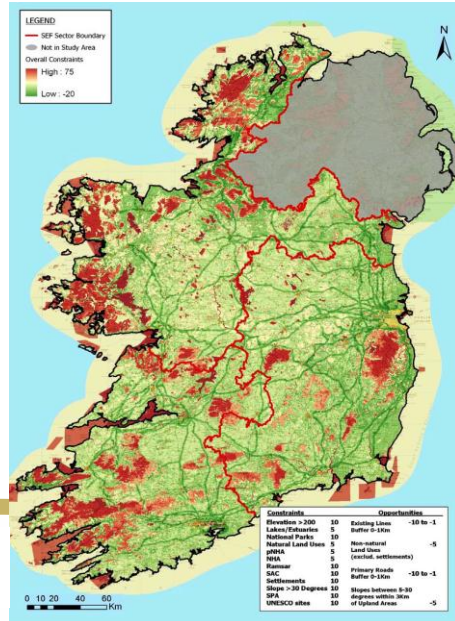 LEGEND
SEF Sector Boundary
Not in Study Area
Overall Constraints
High : 75
Low : -20
N
0 10 20 40 60
Km
Constraints
Elevation >200 10
Lakes/Estuaries 5
National Parks 10
Natural Land Uses 5
pNHA 5
NHA 5
Ramsar 10
SAC 10
Settlements 10
Slope >30 Degrees 10
SPA 10
UNESCO sites 10
Opportunities
Existing Lines -10 to -1
Buffer 0-1Km
Non-natural
Land Uses -5
(exclud. settlements)
Primary Roads -10 to -1
Buffer 0-1Km
Slopes between 5-30
degrees within 3Km
of Upland Areas -5